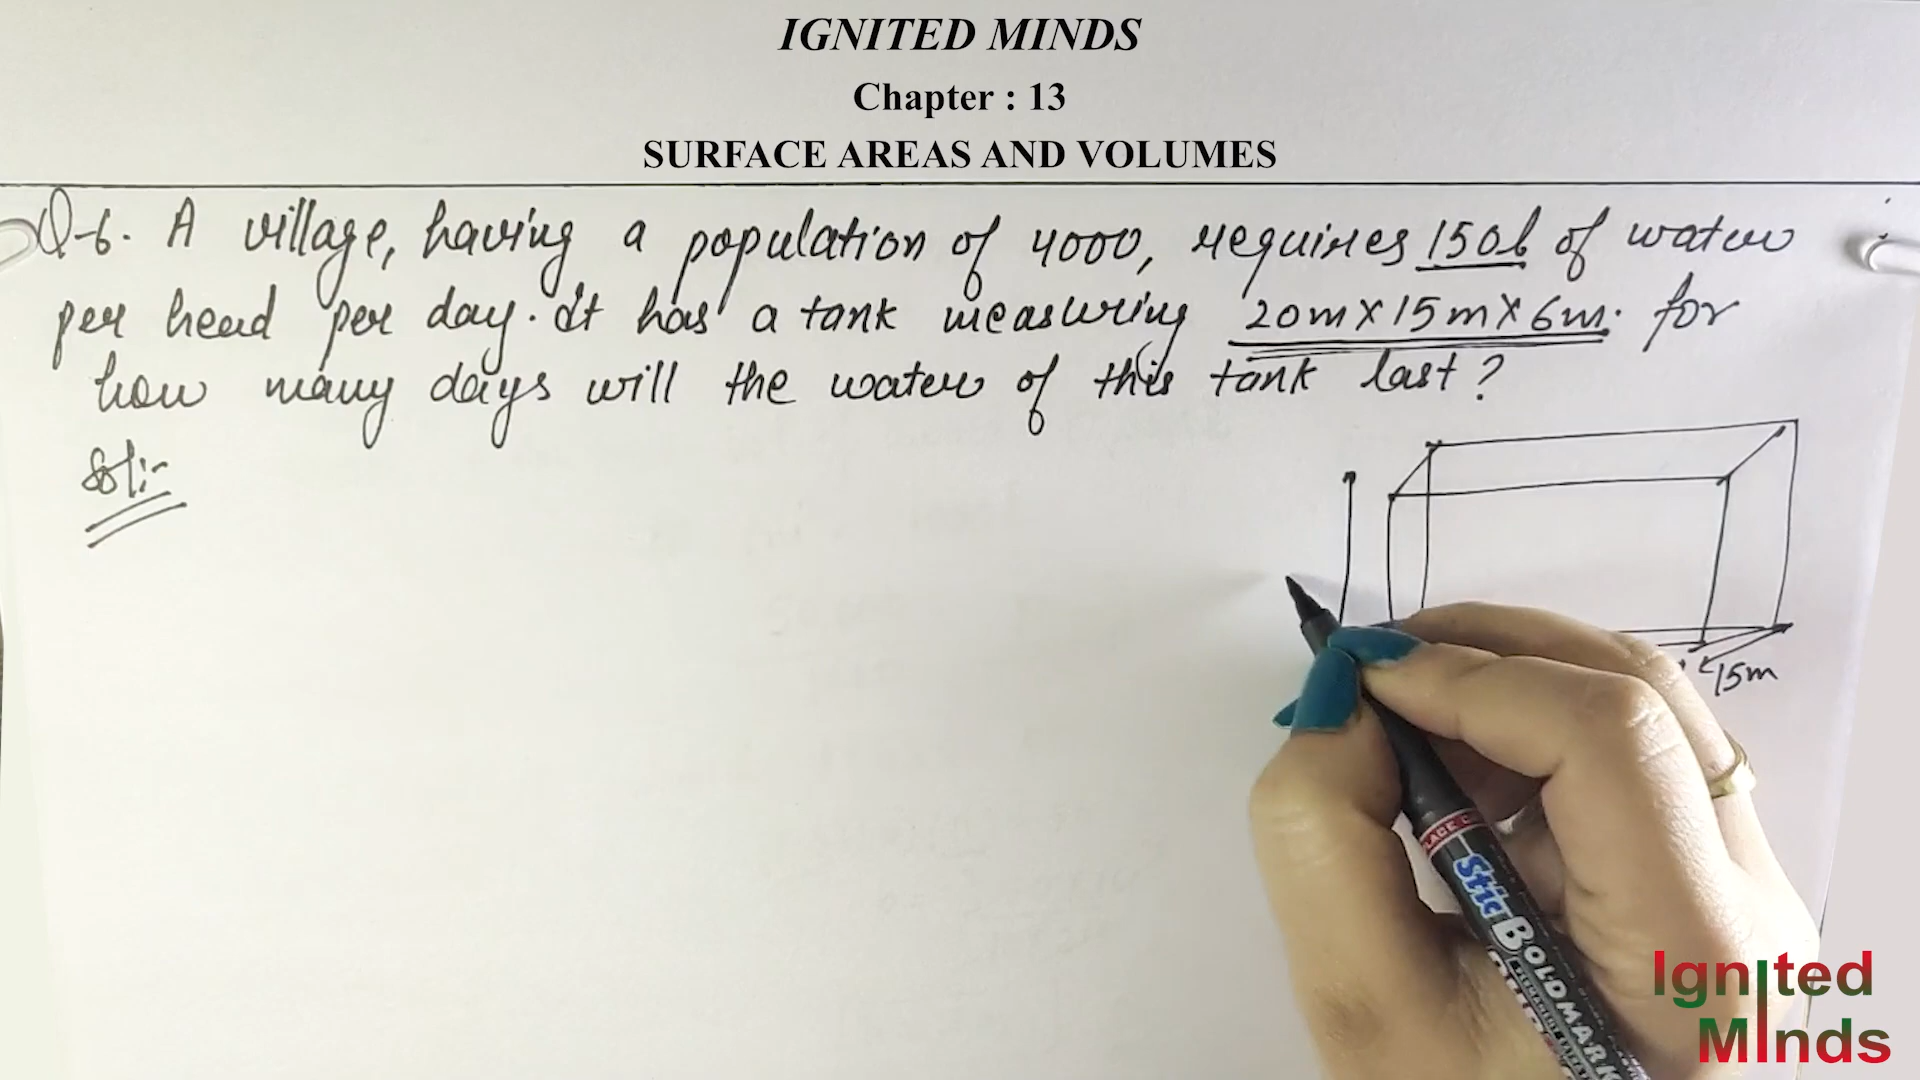 IGNITED MINDS
Chapter : 13
SURFACE AREAS AND VOLUMES
Q-6. A village, having a population of 4000, requires 150l of water
per head per day. It has a tank measuring 20m x 15m x 6m. for
how many days will the water of this tank last?
Sol:-
15m
BOLDMARK
Stic
Ignited
Minds